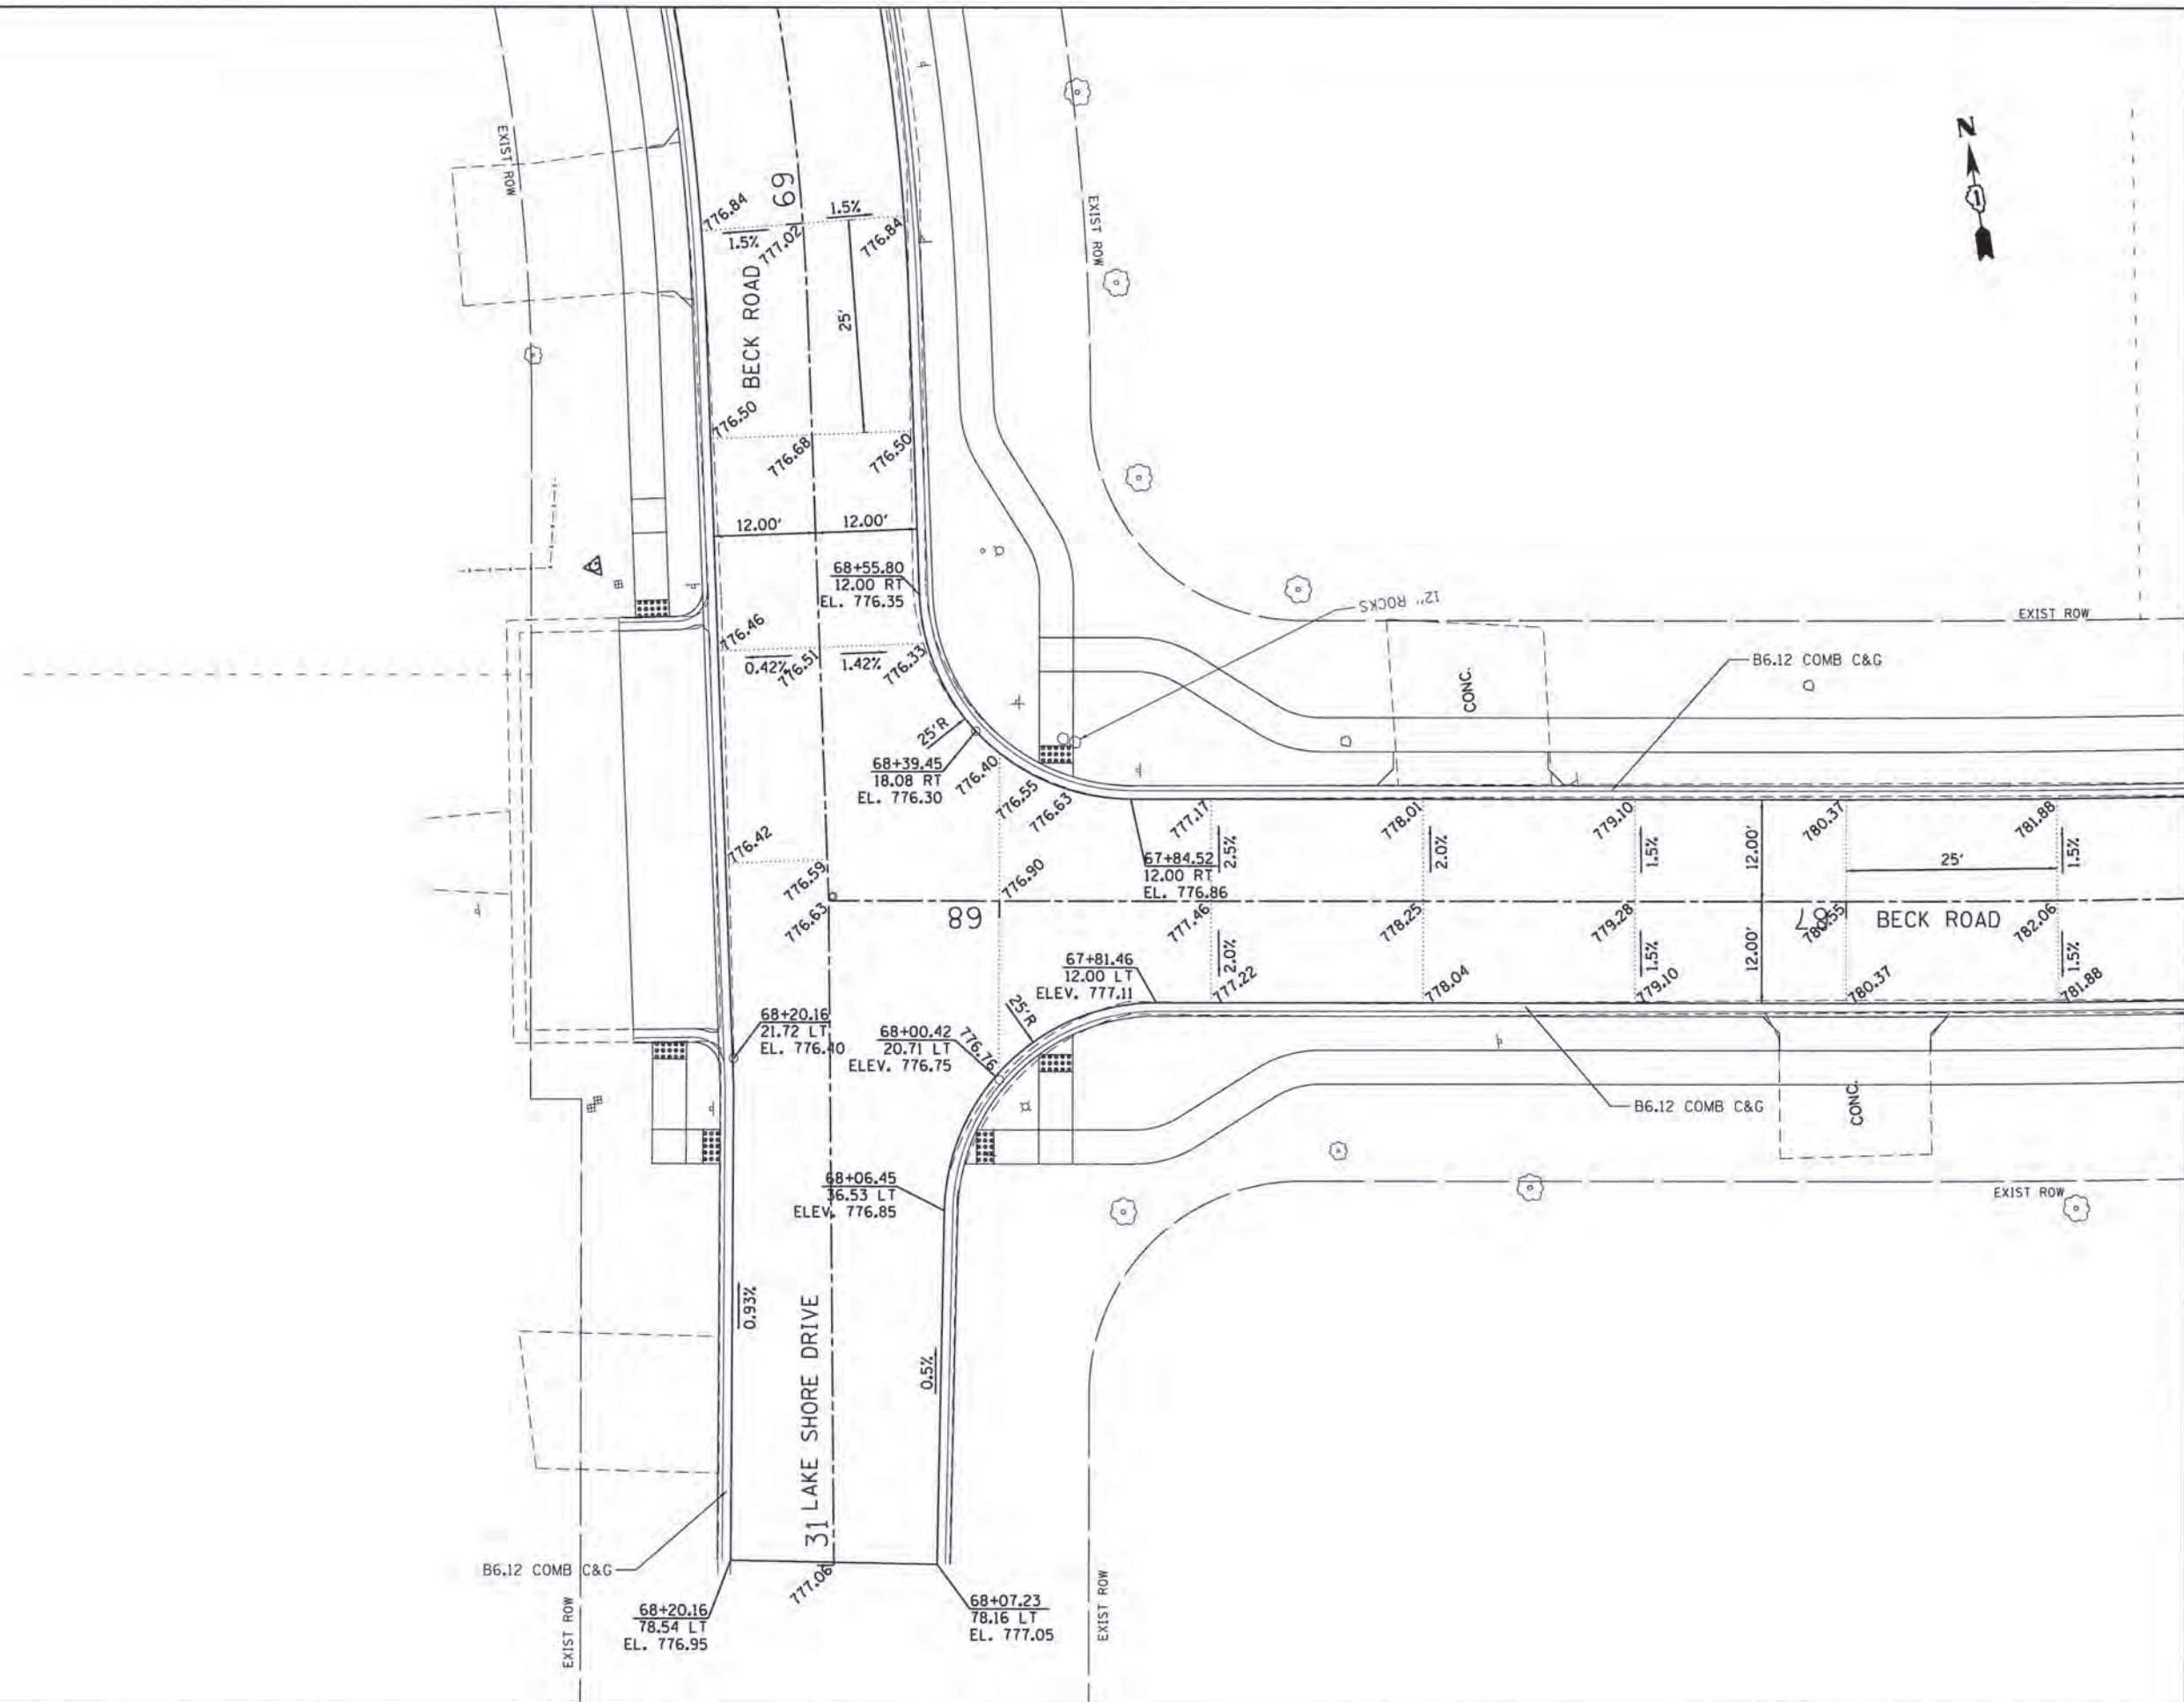 EXIST ROW
EXIST ROW
N
776.84
69
1.5%
1.5%
777.02
776.84
BECK ROAD
25'
776.50
776.68
776.50
12.00'
12.00'
68+55.80
12.00 RT
EL. 776.35
12" ROCKS
EXIST ROW
776.46
0.42%
776.51
1.42%
776.33
B6.12 COMB C&G
CONC.
25'R
68+39.45
18.08 RT
EL. 776.30
776.40
776.55
776.63
777.17
2.5%
778.01
2.0%
779.10
1.5%
12.00'
780.37
25'
781.88
1.5%
776.42
776.59
776.63
776.90
67+84.52
12.00 RT
EL. 776.86
68
777.46
778.25
779.28
67
780.55
BECK ROAD
782.06
2.0%
777.22
778.04
1.5%
779.10
12.00'
780.37
1.5%
781.88
67+81.46
12.00 LT
ELEV. 777.11
25'R
68+20.16
21.72 LT
EL. 776.40
68+00.42
20.71 LT
ELEV. 776.75
776.76
B6.12 COMB C&G
CONC.
EXIST ROW
68+06.45
36.53 LT
ELEV. 776.85
0.93%
0.5%
31 LAKE SHORE DRIVE
B6.12 COMB C&G
777.06
68+20.16
78.54 LT
EL. 776.95
68+07.23
78.16 LT
EL. 777.05
EXIST ROW
EXIST ROW